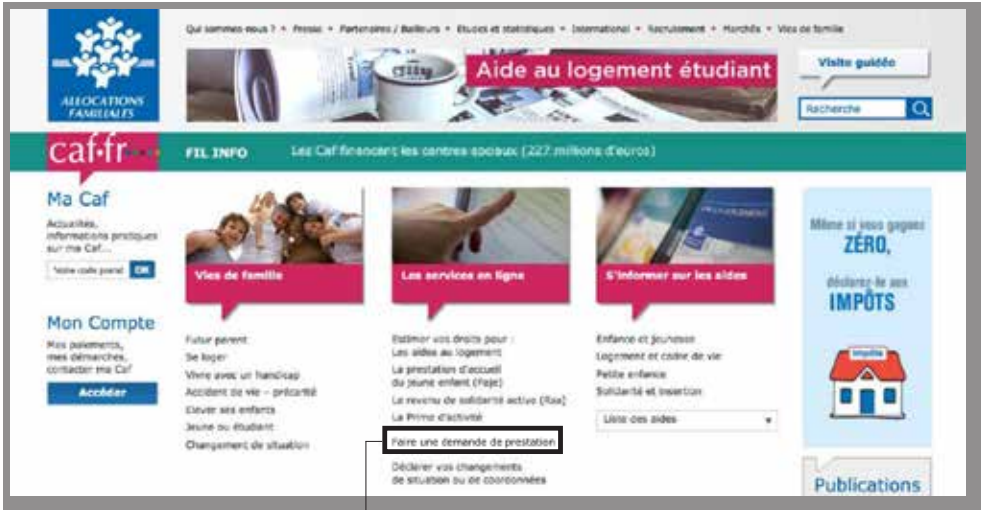 Qui sommes-nous ? • Presse • Partenaires / Bailleurs • Etudes et statistiques • International • Recrutement • Marchés • Vies de famille
ALLOCATIONS
FAMILIALES
Aide au logement étudiant
Visite guidée
Recherche
caf•fr
FIL INFO
Les Caf financent les centres sociaux (227 millions d'euros)
Ma Caf
Actualités,
informations pratiques
sur ma Caf...
Votre code postal
OK
Mon Compte
Mes paiements,
mes démarches,
contacter ma Caf
Accéder
Vies de famille
Futur parent
Se loger
Vivre avec un handicap
Accident de vie - précarité
Elever ses enfants
Jeune ou étudiant
Changement de situation
Les services en ligne
Estimer vos droits pour :
Les aides au logement
La prestation d'accueil
du jeune enfant (Paje)
Le revenu de solidarité active (Rsa)
La Prime d'activité
Faire une demande de prestation
Déclarer vos changements
de situation ou de coordonnées
S'informer sur les aides
Enfance et jeunesse
Logement et cadre de vie
Petite enfance
Solidarité et insertion
Liste des aides
Même si vous gagnez
ZÉRO,
déclarez-le aux
IMPÔTS
Impôts
Publications